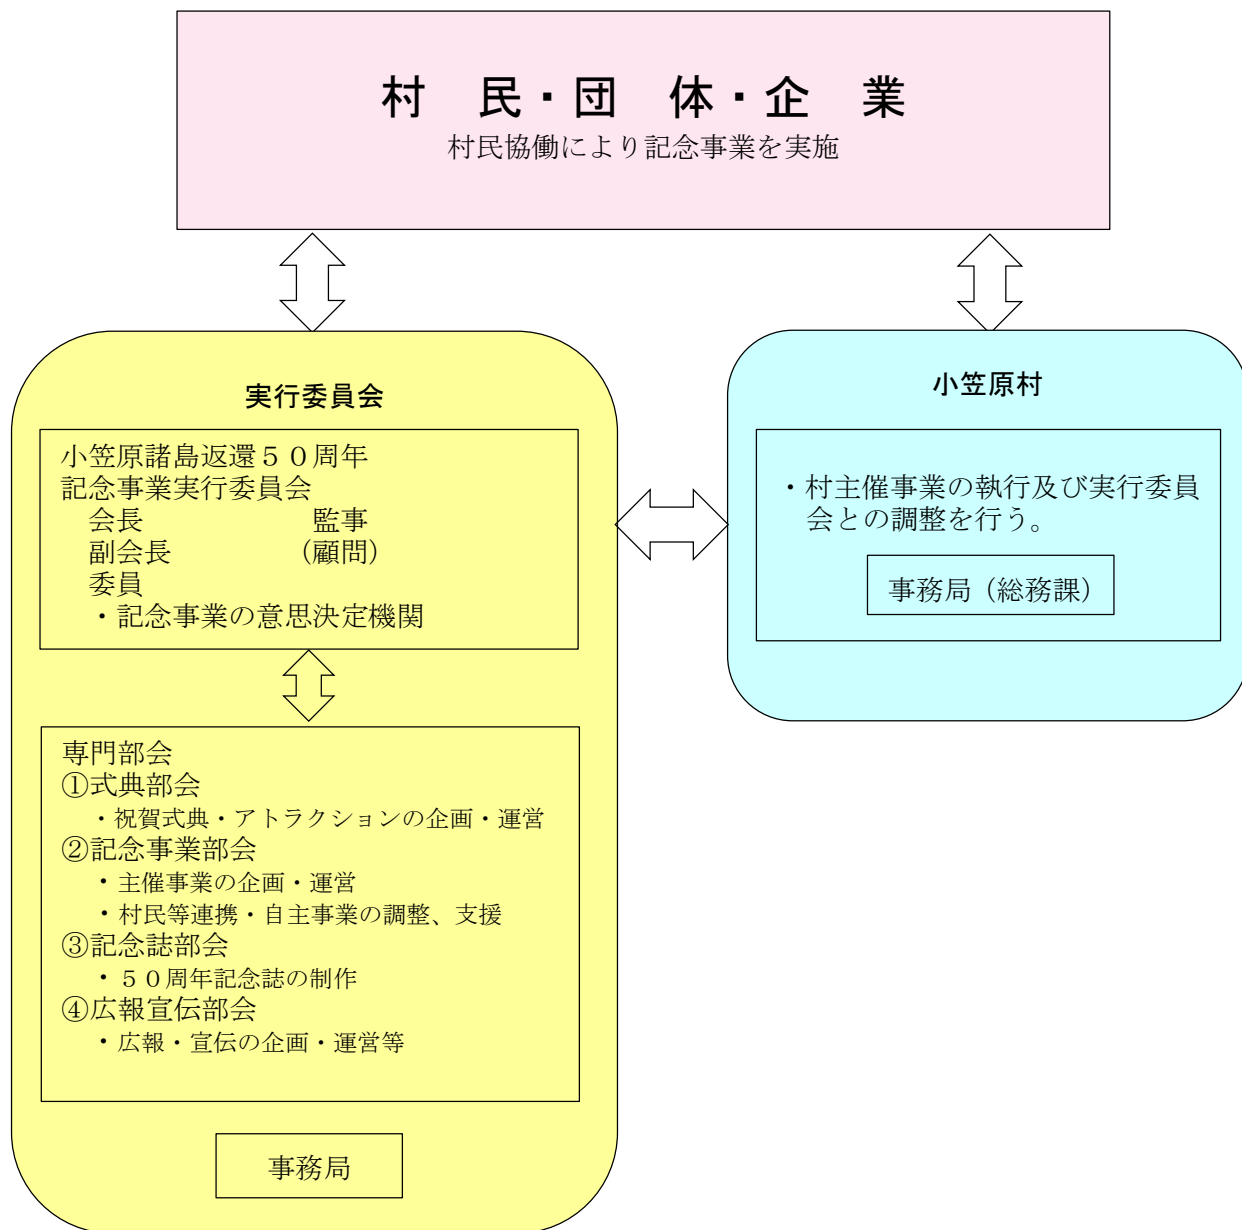 村　民・団　体・企　業
村民協働により記念事業を実施
実行委員会
小笠原諸島返還５０周年
記念事業実行委員会
会長　監事
副会長　（顧問）
委員
・記念事業の意思決定機関
専門部会
①式典部会
・祝賀式典・アトラクションの企画・運営
②記念事業部会
・主催事業の企画・運営
・村民等連携・自主事業の調整、支援
③記念誌部会
・５０周年記念誌の制作
④広報宣伝部会
・広報・宣伝の企画・運営等
事務局
小笠原村
・村主催事業の執行及び実行委員
会との調整を行う。
事務局（総務課）